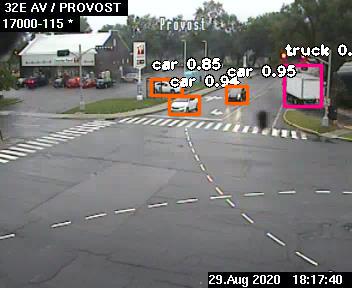 32E AV / PROVOST
17000-115 *
Provost
truck 0.
car 0.85
car 0.95
car 0.9
29.Aug 2020 18:17:40